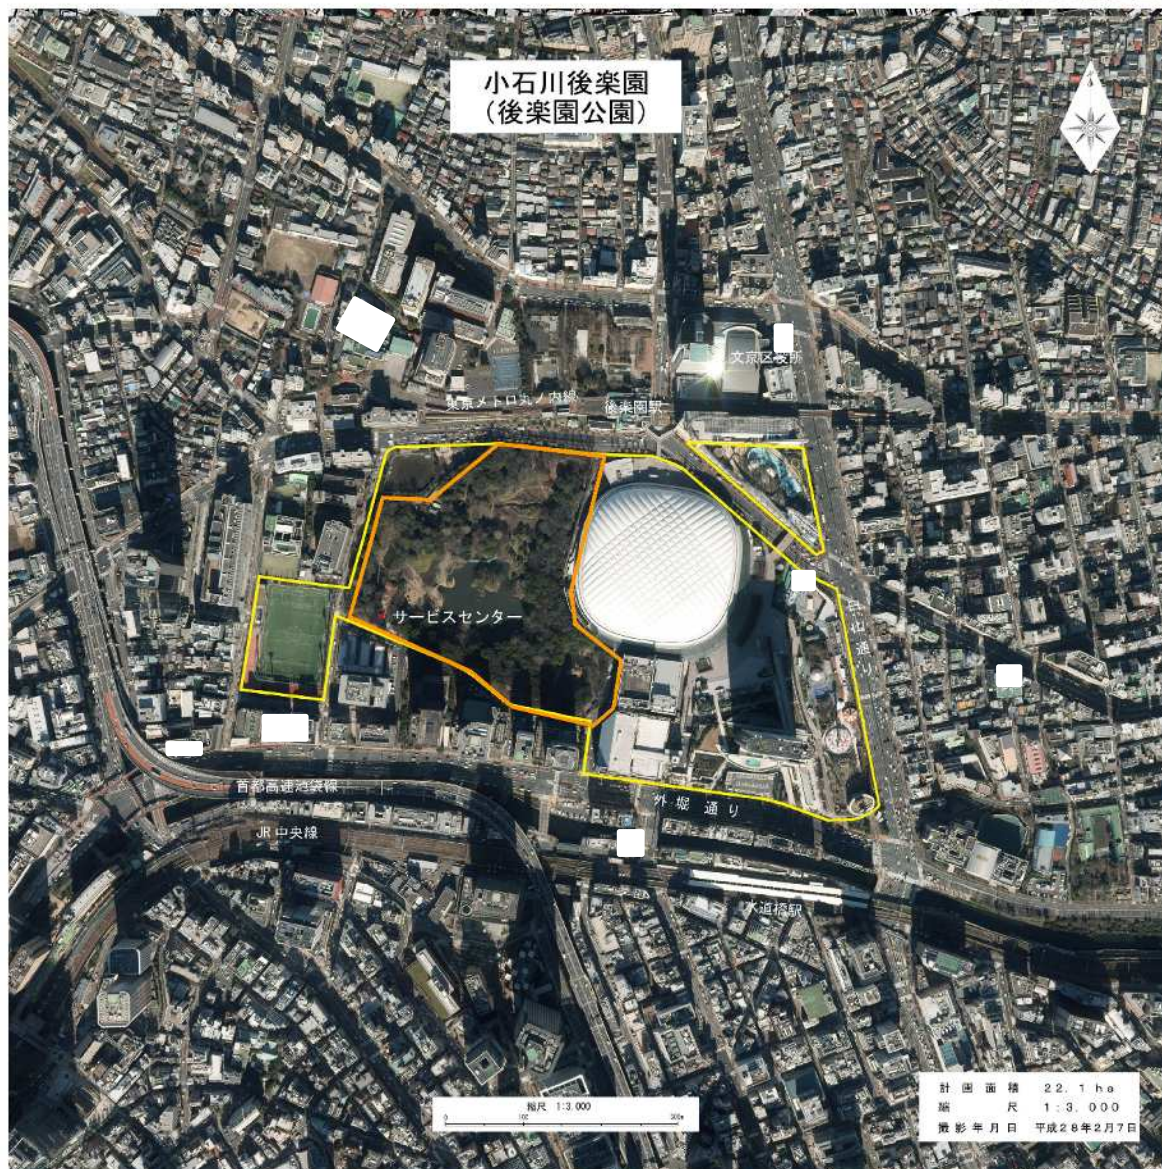 小石川後楽園
(後楽園公園)
文京区役所
東京メトロ丸ノ内線
後楽園駅
サービスセンター
白山通り
首都高速池袋線
外堀通り
JR中央線
水道橋駅
縮尺 1:3,000
0 100 300m
計画面積 22.1ha
縮尺 1:3,000
撮影年月日 平成28年2月7日